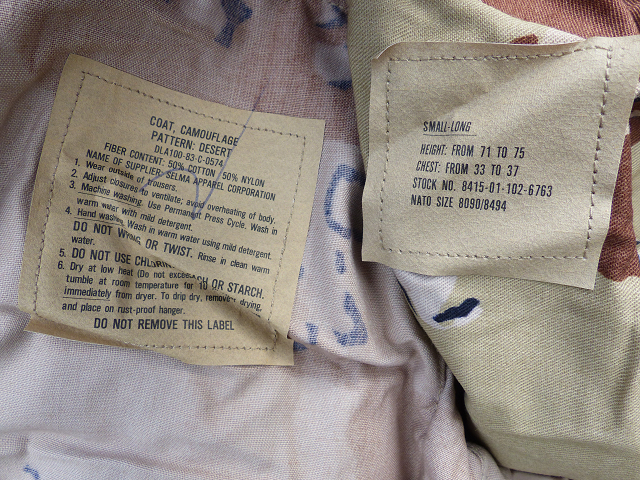 COAT, CAMOUFLAGE
PATTERN: DESERT
DLA100-83-C-0574
FIBER CONTENT: 50% COTTON 50% NYLON
NAME OF SUPPLIER: SELMA APPAREL CORPORATION
1. Wear outside of trousers.
2. Adjust closures to ventilate; avoid overheating of body.
3. Machine washing. Use Permanent Press Cycle. Wash in
warm water with mild detergent.
4. Hand washing. Wash in warm water using mild detergent.
DO NOT WRING OR TWIST. Rinse in clean warm
water.
5. DO NOT USE CH OR STARCH.
6. Dry at low heat (Do not exceed
tumble at room temperature for 10 drying,
immediately from dryer. To drip dry, remove
and place on rust-proof hanger.
DO NOT REMOVE THIS LABEL
SMALL-LONG
HEIGHT: FROM 71 TO 75
CHEST: FROM 33 TO 37
STOCK NO. 8415-01-102-6763
NATO SIZE 8090/8494